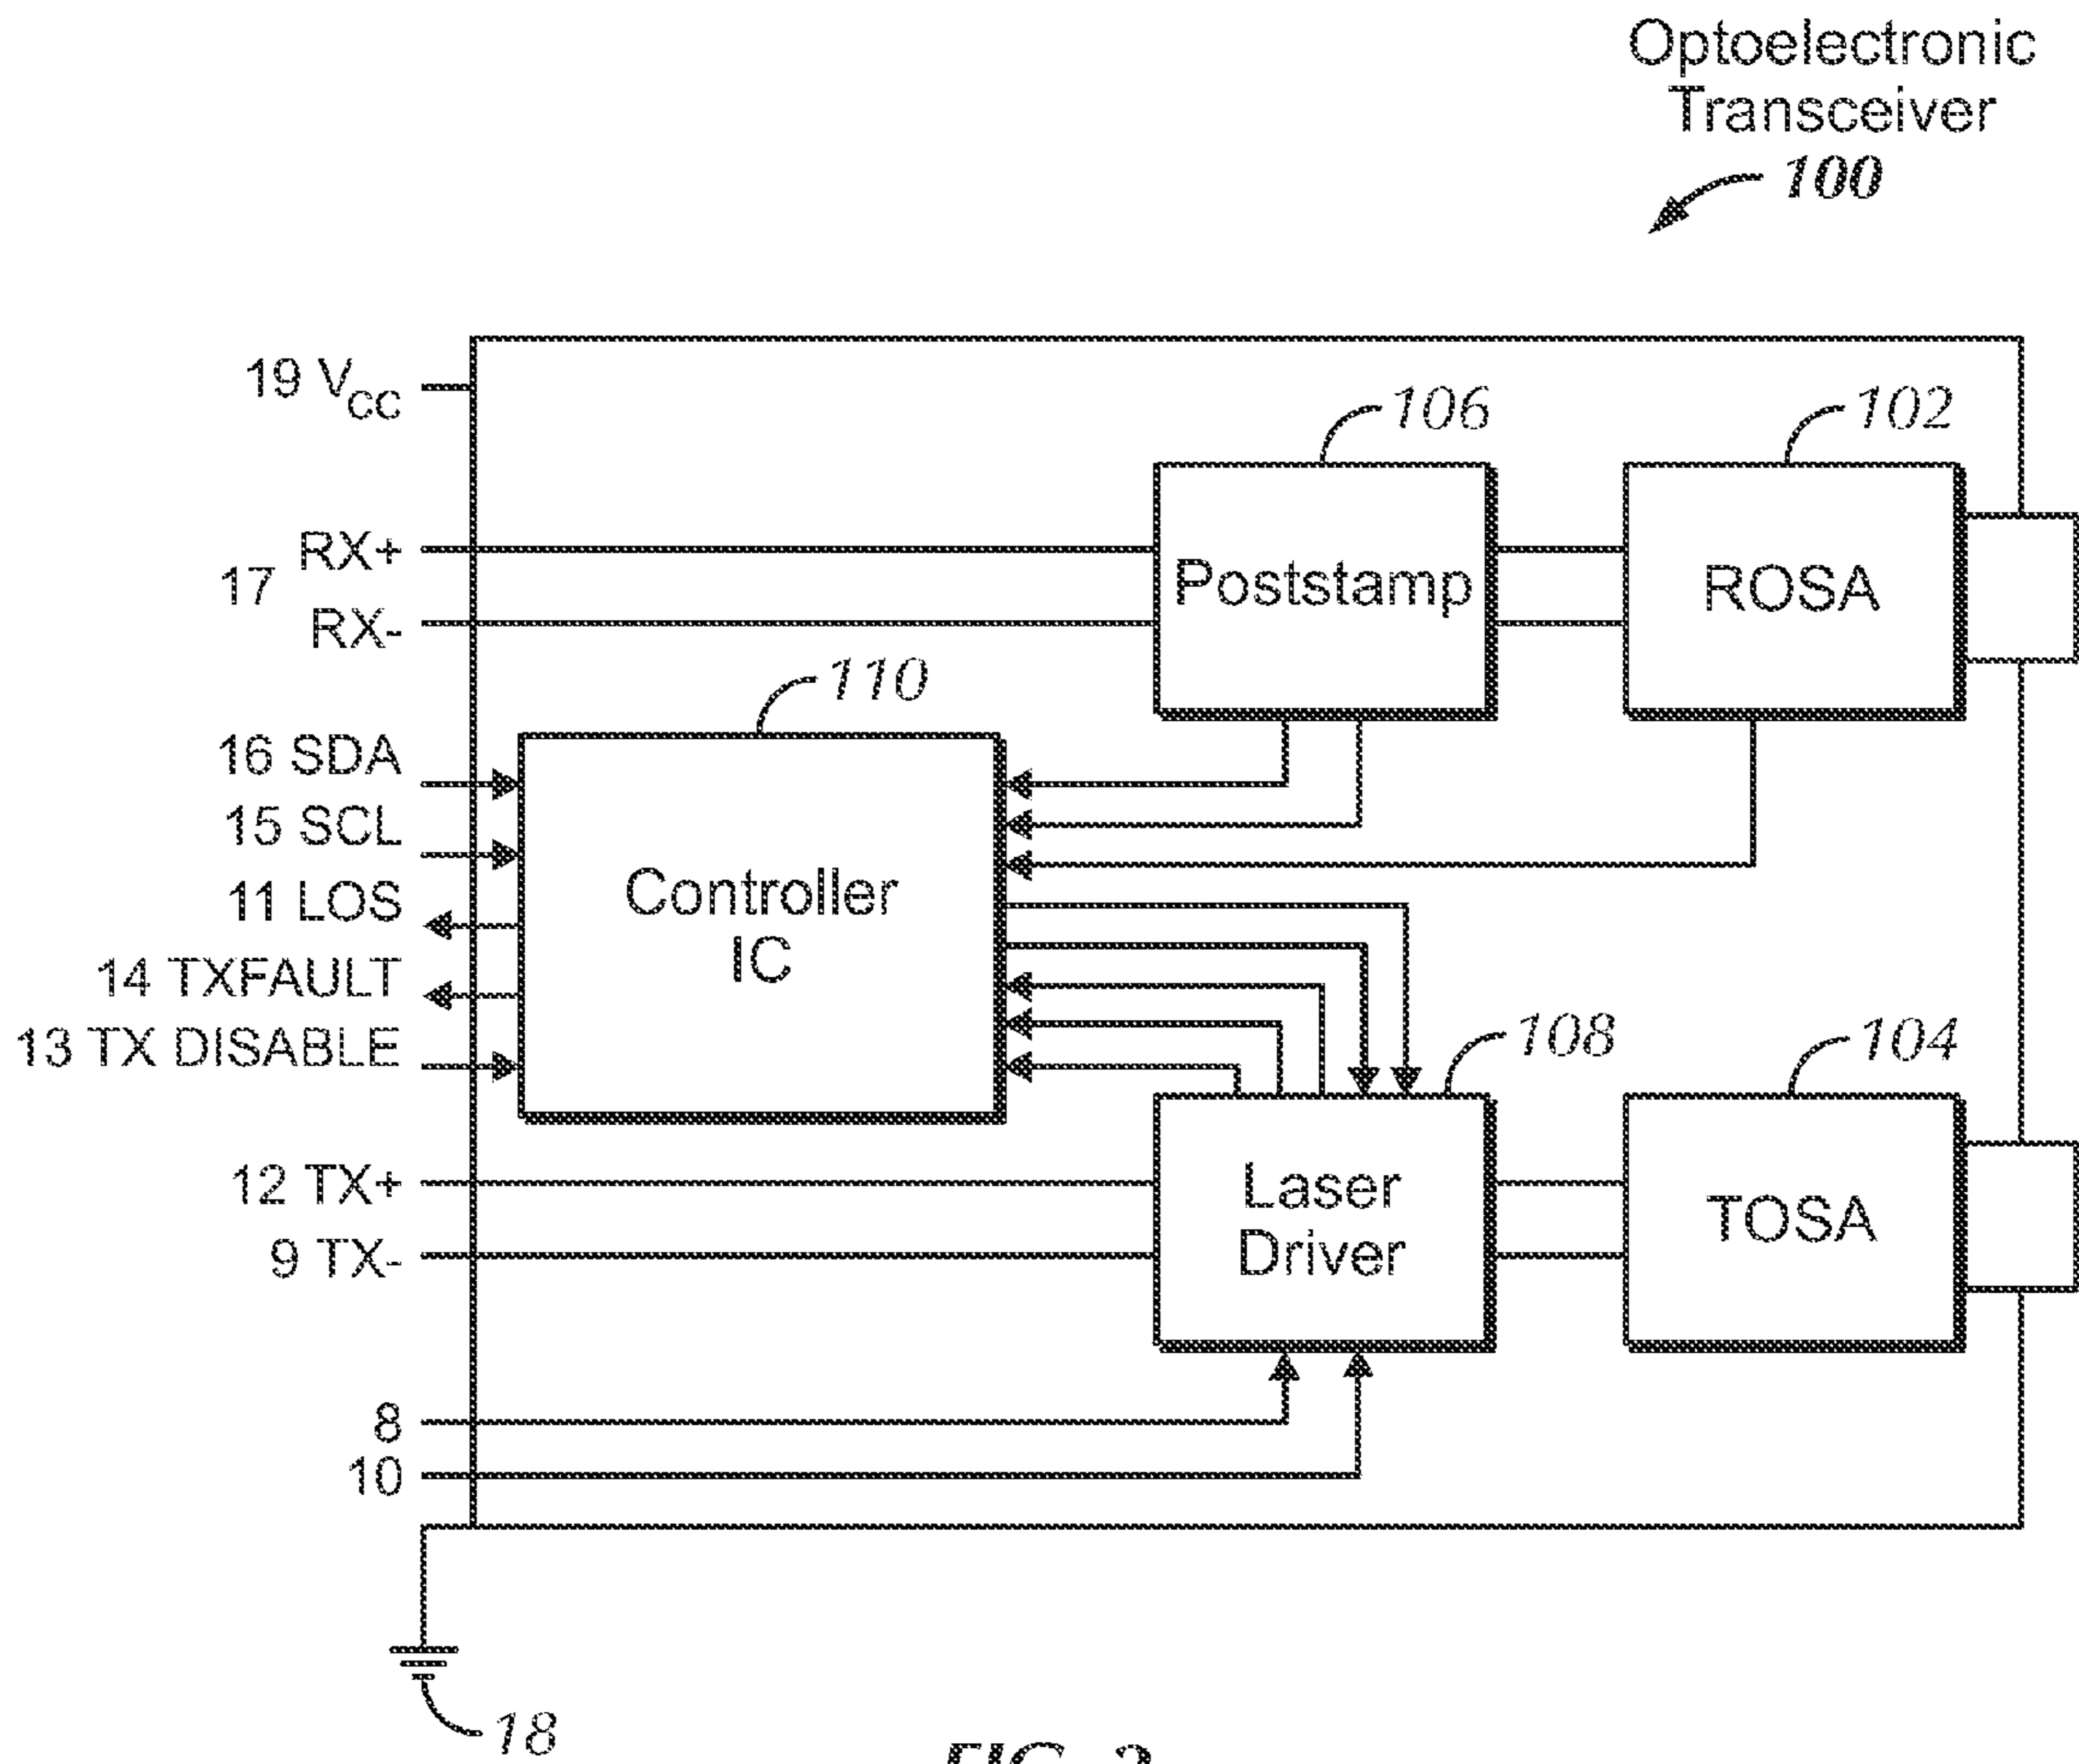 Optoelectronic
Transceiver
100
19 VCC
106
102
RX+
17
RX-
Poststamp
ROSA
110
16 SDA
15 SCL
11 LOS
14 TXFAULT
13 TX DISABLE
Controller
IC
108
104
12 TX+
9 TX-
Laser
Driver
TOSA
8
10
18